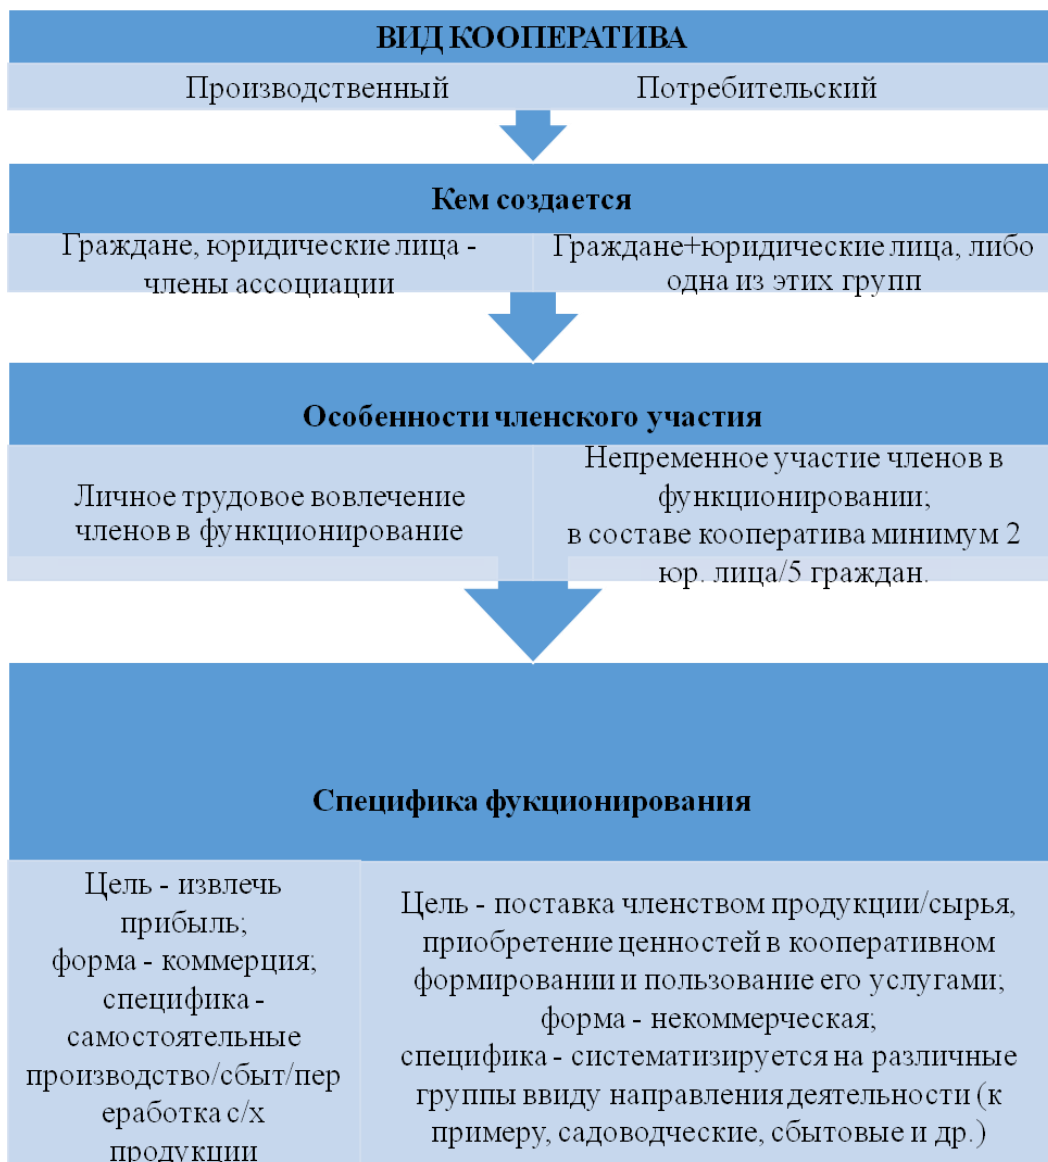 ВИД КООПЕРАТИВА
Производственный
Потребительский
Кем создается
Граждане, юридические лица -
члены ассоциации
Граждане+юридические лица, либо
одна из этих групп
Особенности членского участия
Личное трудовое вовлечение
членов в функционирование
Непременное участие членов в
функционировании;
в составе кооператива минимум 2
юр. лица/5 граждан.
Специфика фукционирования
Цель - извлечь
прибыль;
форма - коммерция;
специфика -
самостоятельные
производство/сбыт/пер
еработка с/х
продукции
Цель - поставка членством продукции/сырья,
приобретение ценностей в кооперативном
формировании и пользование его услугами;
форма - некоммерческая;
специфика - систематизируется на различные
группы ввиду направления деятельности (к
примеру, садоводческие, сбытовые и др.)